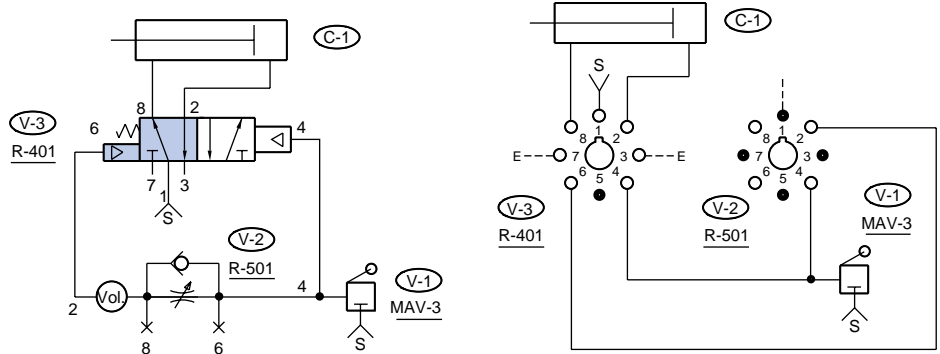 C-1
8 2
V-3
R-401
6
4
7 3
1
S
V-2
R-501
2
Vol.
4
V-1
MAV-3
8 6
S
C-1
S
1
8 2
E 7 3 E
6 4
5
V-3
R-401
1
8 2
7 3
6 4
5
V-2
R-501
V-1
MAV-3
S